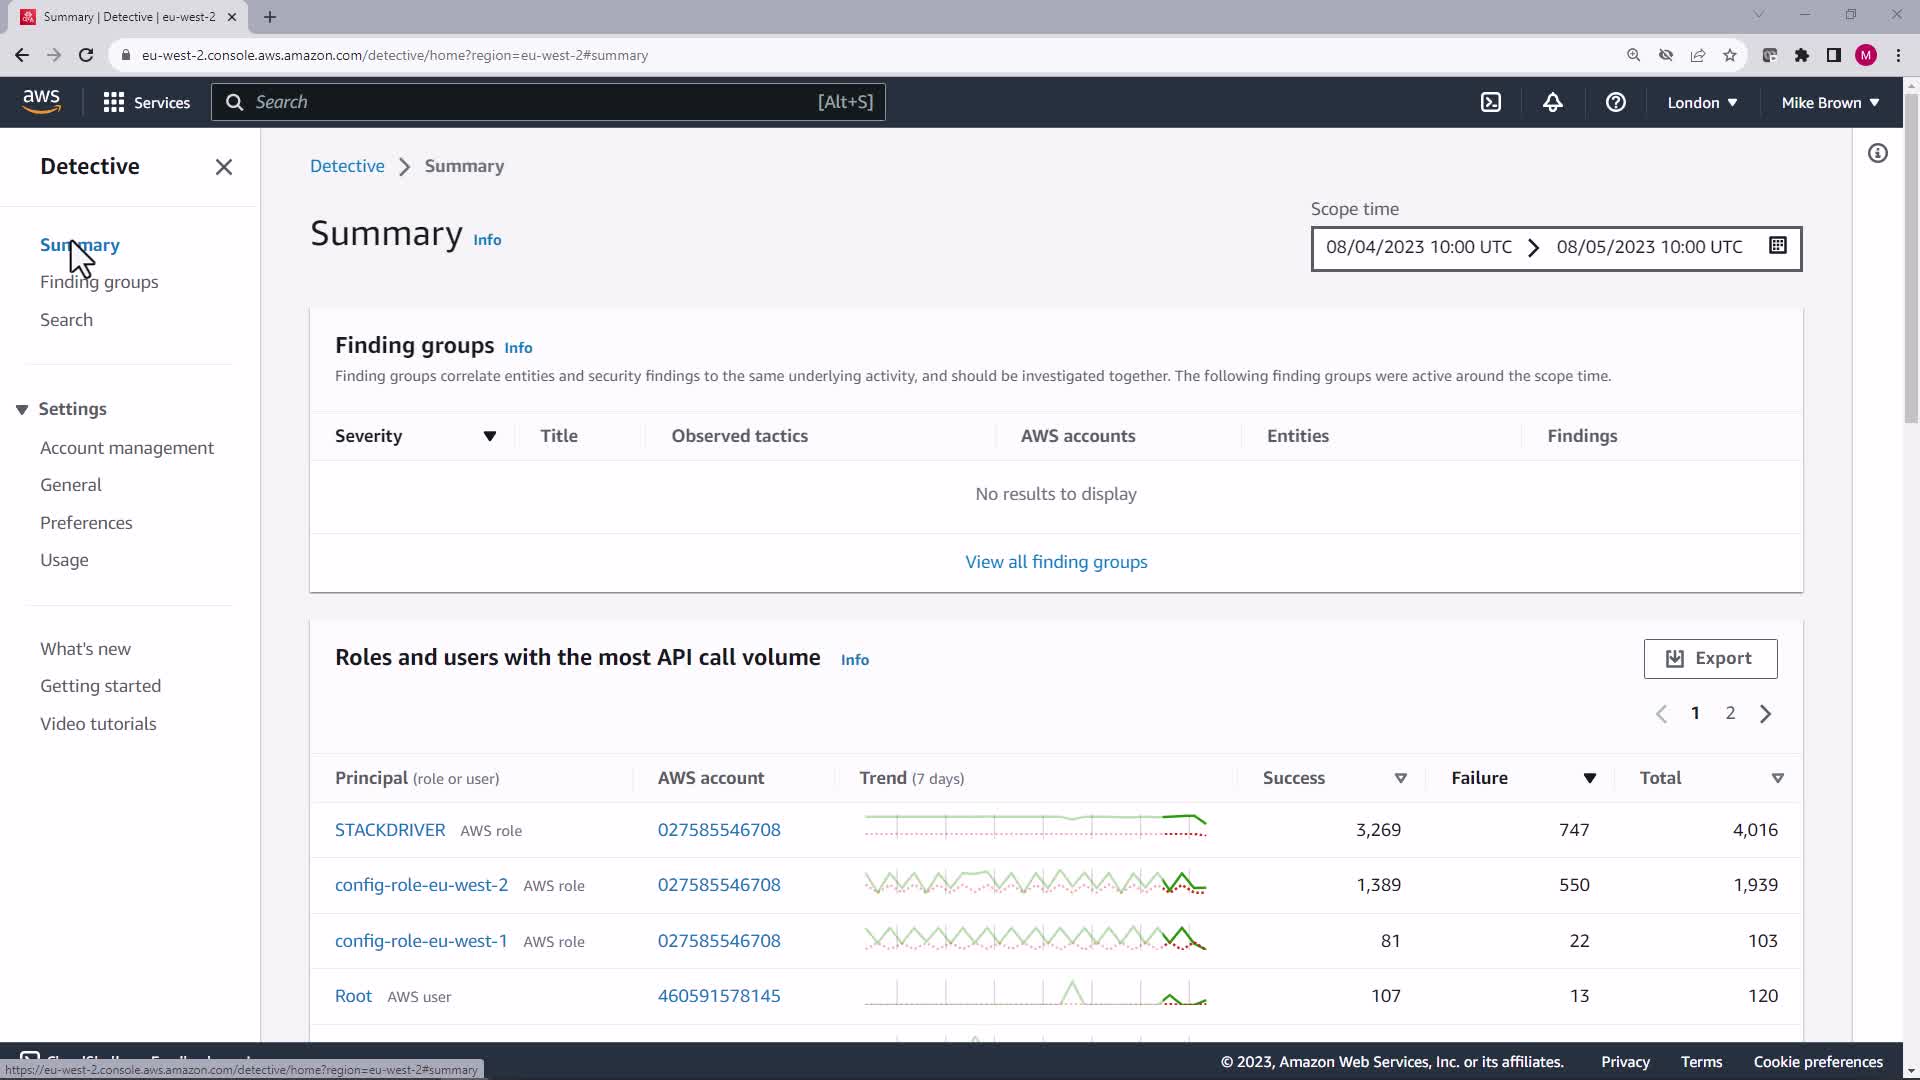 Summary | Detective | eu-west-2
eu-west-2.console.aws.amazon.com/detective/home?region=eu-west-2#summary
M
aws
Services
Search
[Alt+S]
London
Mike Brown
Detective
Summary
Finding groups
Search
Settings
Account management
General
Preferences
Usage
What's new
Getting started
Video tutorials
Detective Summary
Summary Info
Scope time
08/04/2023 10:00 UTC 08/05/2023 10:00 UTC
Finding groups Info
Finding groups correlate entities and security findings to the same underlying activity, and should be investigated together. The following finding groups were active around the scope time.
Severity Title Observed tactics AWS accounts Entities Findings
No results to display
View all finding groups
Roles and users with the most API call volume Info
Export
1 2
Principal (role or user) AWS account Trend (7 days) Success Failure Total
STACKDRIVER AWS role 027585546708 3,269 747 4,016
config-role-eu-west-2 AWS role 027585546708 1,389 550 1,939
config-role-eu-west-1 AWS role 027585546708 81 22 103
Root AWS user 460591578145 107 13 120
© 2023, Amazon Web Services, Inc. or its affiliates. Privacy Terms Cookie preferences
https://eu-west-2.console.aws.amazon.com/detective/home?region=eu-west-2#summary